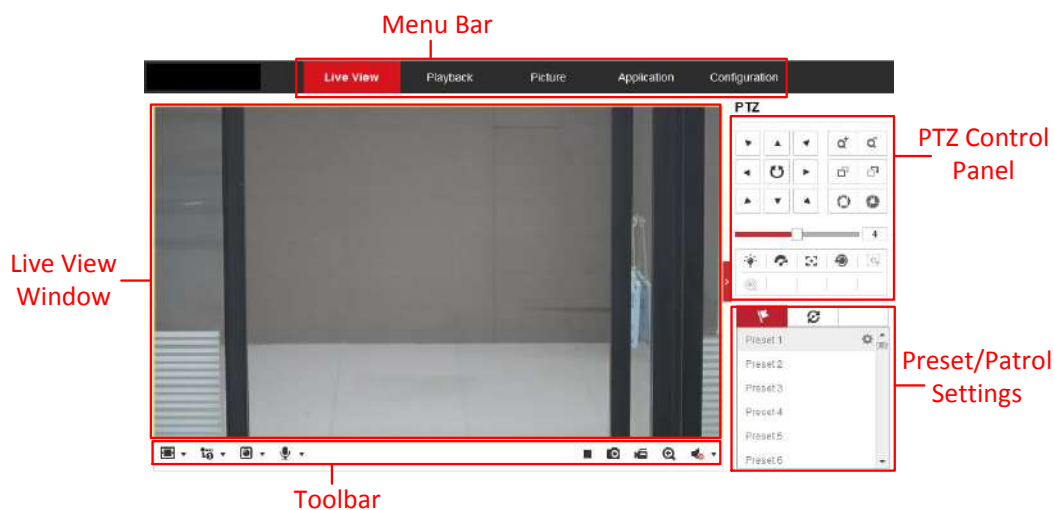 Menu Bar
Live View
Playback
Picture
Application
Configuration
PTZ
PTZ Control
Panel
4
Live View
Window
Preset 1
Preset 2
Preset 3
Preset 4
Preset 5
Preset 6
Preset/Patrol
Settings
Toolbar